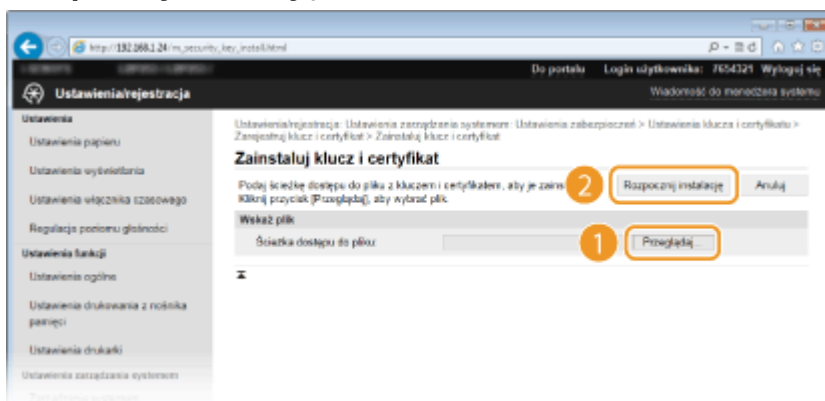 http://192.168.1.24/m_security_key_install.html
Do portalu Login użytkownika: 7654321 Wyloguj się
Ustawienia/rejestracja
Wiadomość do menedżera systemu
Ustawienia
Ustawienia papieru
Ustawienia wyświetlania
Ustawienia włącznika czasowego
Regulacja poziomu głośności
Ustawienia funkcji
Ustawienia ogólne
Ustawienia drukowania z nośnika
pamięci
Ustawienia drukarki
Ustawienia zarządzania systemem
Zarządzanie systemem
Ustawienia/rejestracja: Ustawienia zarządzania systemem: Ustawienia zabezpieczeń > Ustawienia klucza i certyfikatu >
Zarejestruj klucz i certyfikat > Zainstaluj klucz i certyfikat
Zainstaluj klucz i certyfikat
Podaj ścieżkę dostępu do pliku z kluczem i certyfikatem, aby je zains
Kliknij przycisk [Przeglądaj], aby wybrać plik.
2 Rozpocznij instalację Anuluj
Wskaż plik
Ścieżka dostępu do pliku: 1 Przeglądaj...